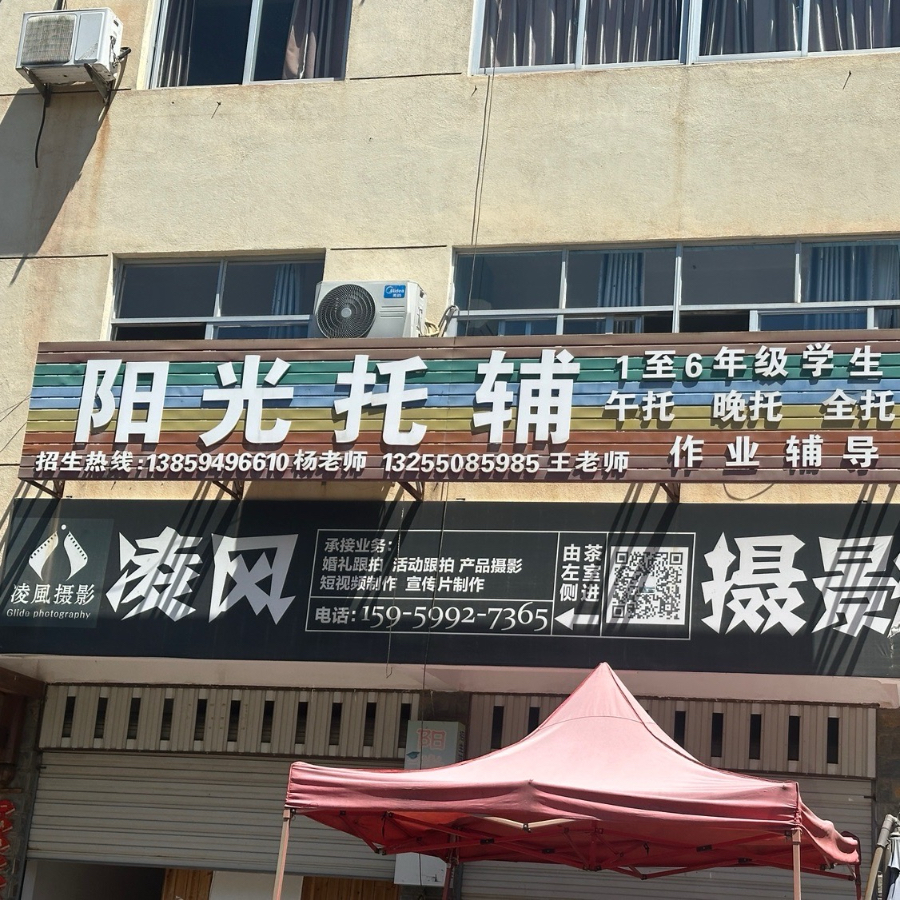 Midea
阳光托辅
1至6年级学生
午托 晚托 全托
作业辅导
招生热线:13859496610杨老师 13255085985王老师
凌風摄影
Glide photography
凌风
承接业务:
婚礼跟拍 活动跟拍 产品摄影
短视频制作 宣传片制作
电话:159-5992-7365
由茶
左室
侧进
摄影